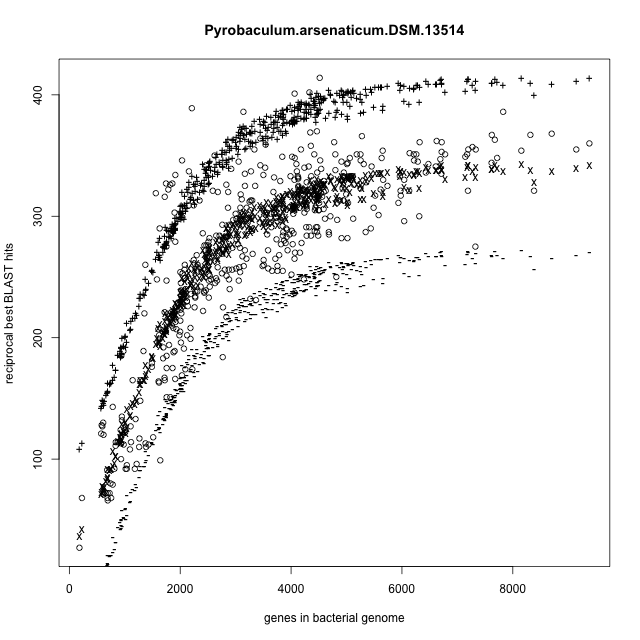 Pyrobaculum.arsenaticum.DSM.13514
reciprocal best BLAST hits
400
300
200
100
0 2000 4000 6000 8000
genes in bacterial genome